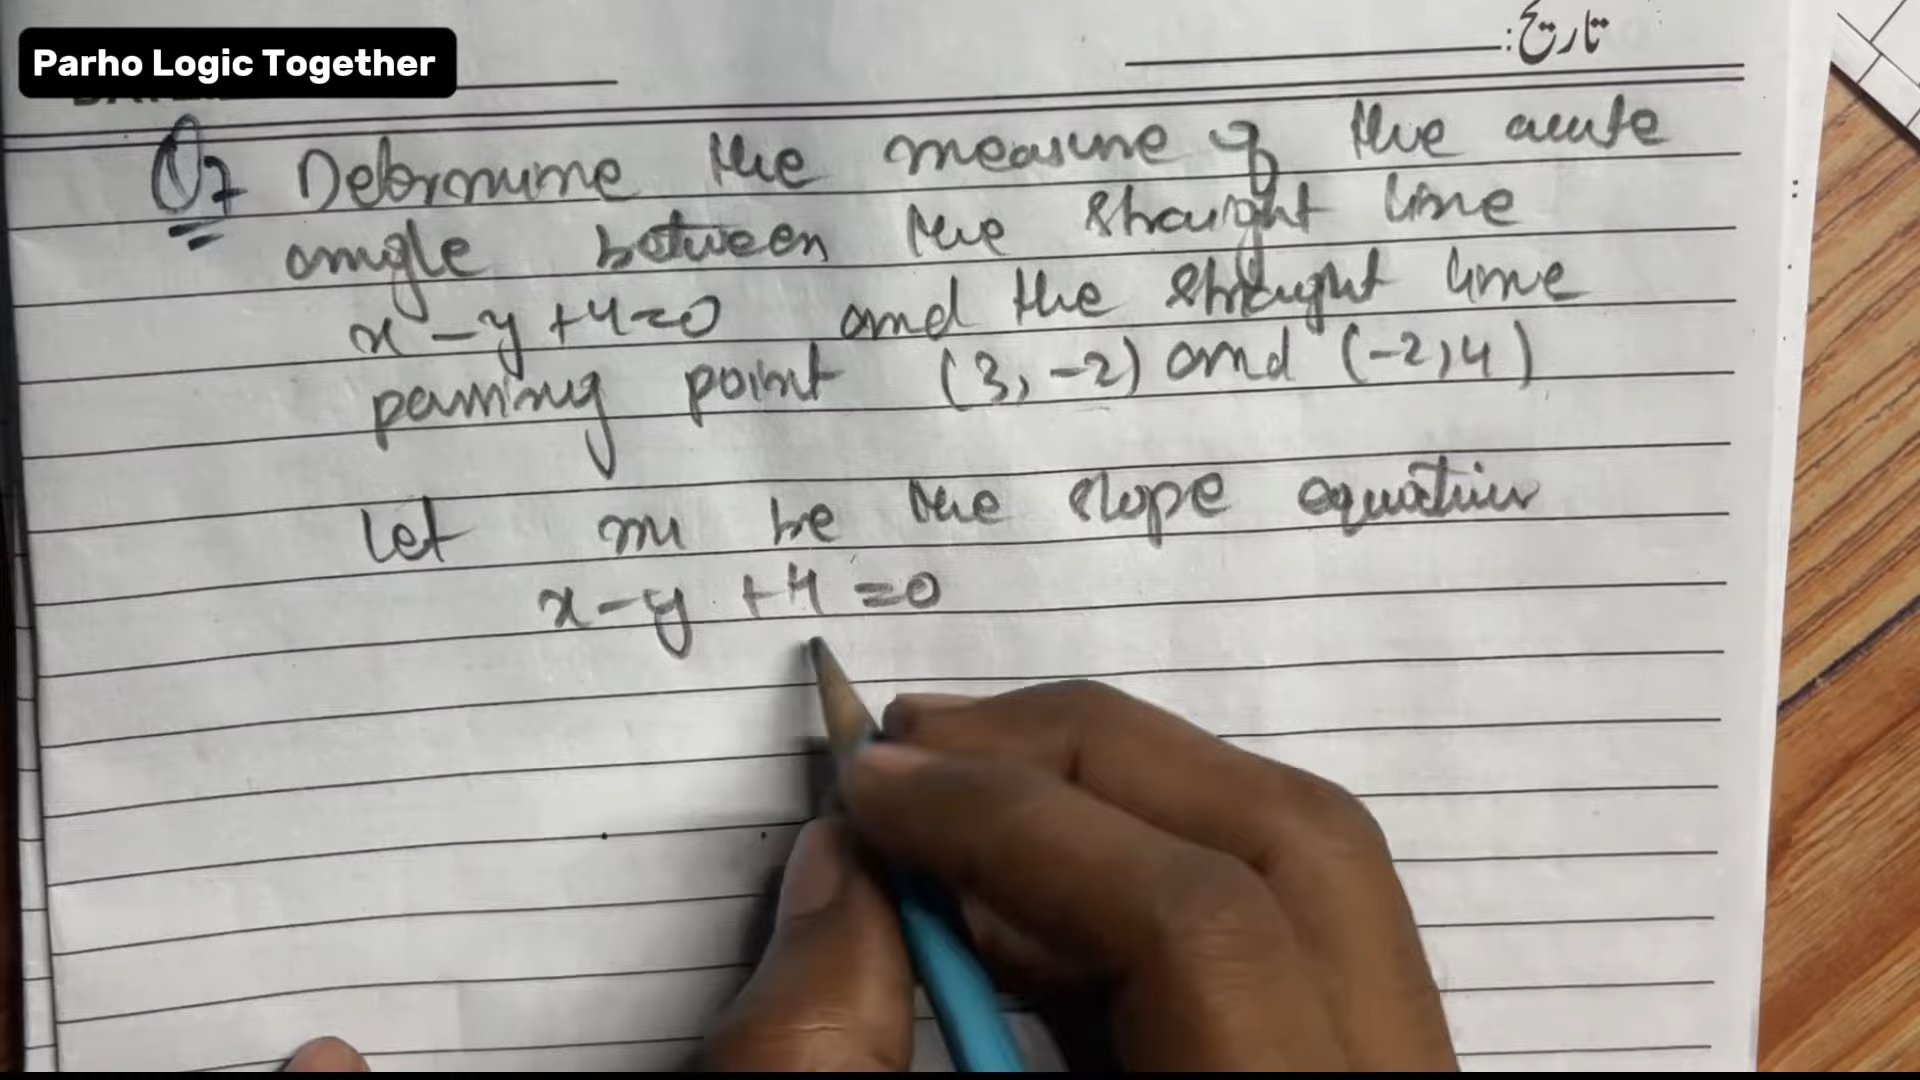 Parho Logic Together
تاریخ:
Q7 Determine the measure of the acute
angle between the straight line
x - y + 4 = 0 and the straight line
passing point (3, -2) and (-2, 4)
Let m be the slope equation
x - y + 4 = 0